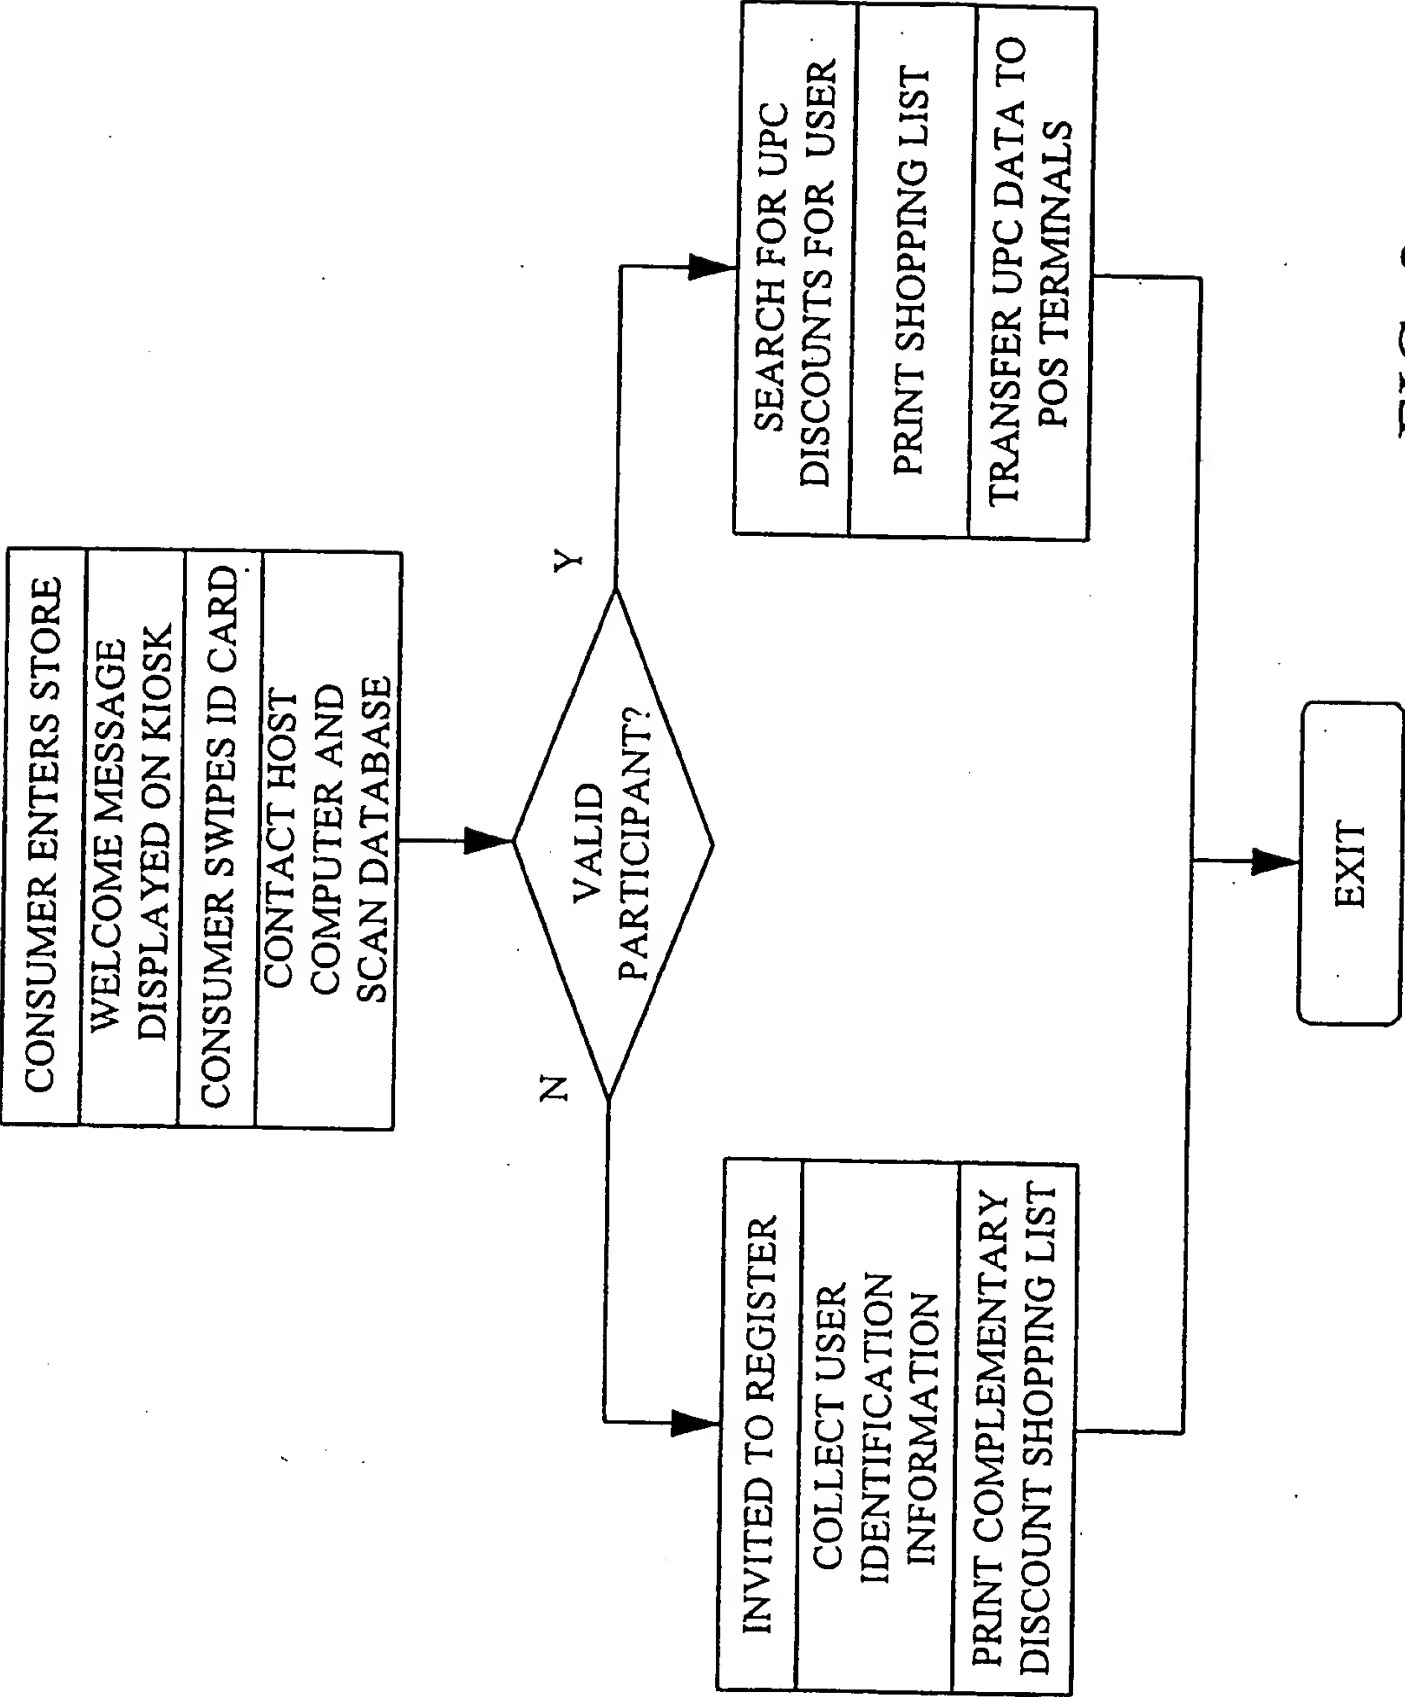 CONSUMER ENTERS STORE
WELCOME MESSAGE
DISPLAYED ON KIOSK
CONSUMER SWIPES ID CARD
CONTACT HOST
COMPUTER AND
SCAN DATABASE
VALID
PARTICIPANT?
N
Y
INVITED TO REGISTER
COLLECT USER
IDENTIFICATION
INFORMATION
PRINT COMPLEMENTARY
DISCOUNT SHOPPING LIST
SEARCH FOR UPC
DISCOUNTS FOR USER
PRINT SHOPPING LIST
TRANSFER UPC DATA TO
POS TERMINALS
EXIT